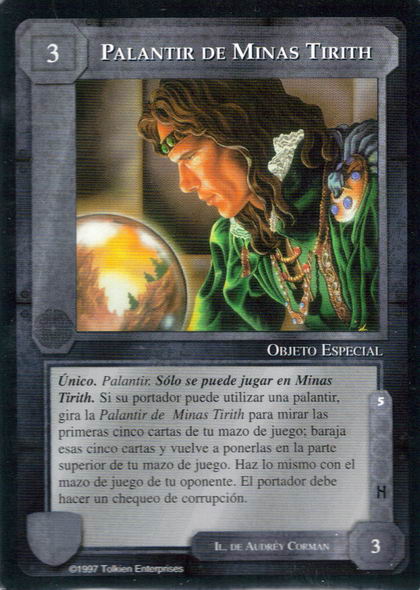 3
PALANTIR DE MINAS TIRITH
OBJETO ESPECIAL
Único. Palantir. Sólo se puede jugar en Minas
Tirith. Si su portador puede utilizar una palantir,
gira la Palantir de Minas Tirith para mirar las
primeras cinco cartas de tu mazo de juego; baraja
esas cinco cartas y vuelve a ponerlas en la parte
superior de tu mazo de juego. Haz lo mismo con el
mazo de juego de tu oponente. El portador debe
hacer un chequeo de corrupción.
5
IL. DE AUDRÉY CORMAN
3
©1997 Tolkien Enterprises